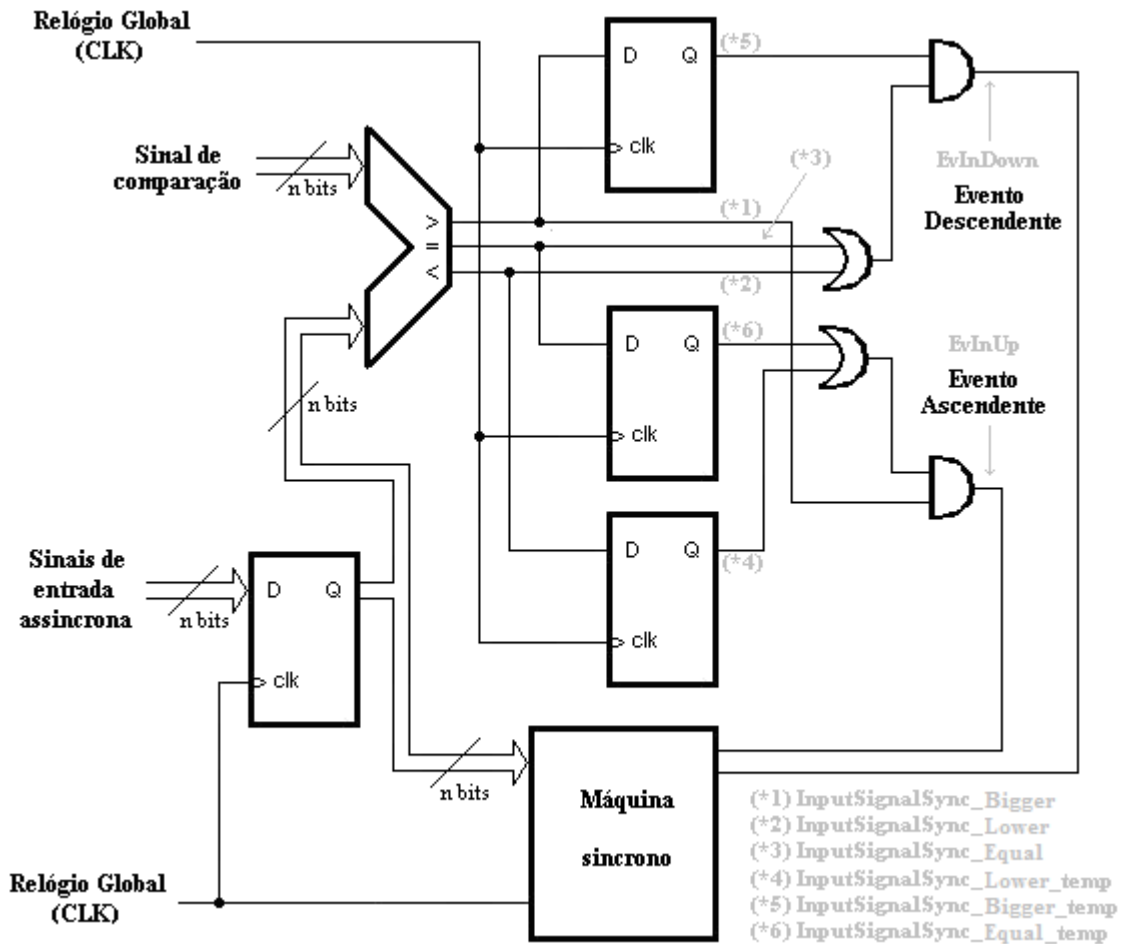 Relógio Global
(CLK)
D
Q
clk
(*5)
Sinal de
comparação
n bits
>
=
<
(*1)
(*3)
(*2)
EvInDown
Evento
Descendente
D
Q
clk
(*6)
EvInUp
Evento
Ascendente
n bits
D
Q
clk
(*4)
Sinais de
entrada
assincrona
n bits
D
Q
clk
n bits
Máquina
sincrono
Relógio Global
(CLK)
(*1) InputSignalSync_Bigger
(*2) InputSignalSync_Lower
(*3) InputSignalSync_Equal
(*4) InputSignalSync_Lower_temp
(*5) InputSignalSync_Bigger_temp
(*6) InputSignalSync_Equal_temp